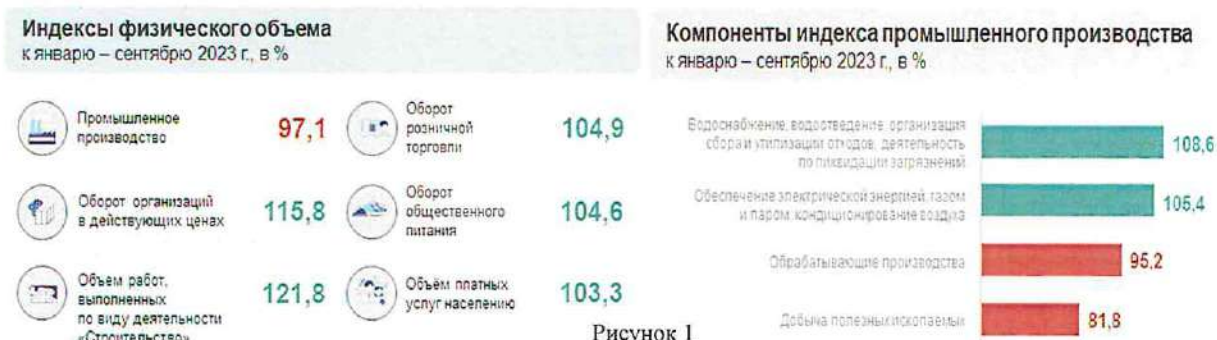 Индексы физического объема
к январю – сентябрю 2023 г., в %
Промышленное
производство
97,1
Оборот
розничной
торговли
104,9
Оборот организаций
в действующих ценах
115,8
Оборот
общественного
питания
104,6
Объем работ,
выполненных
по виду деятельности
«Строительство»
121,8
Объём платных
услуг населению
103,3
Рисунок 1
Компоненты индекса промышленного производства
к январю – сентябрю 2023 г., в %
Водоснабжение, водоотведение, организация
сбора и утилизации отходов, деятельность
по ликвидации загрязнений
108,6
Обеспечение электрической энергией, газом
и паром, кондиционирование воздуха
105,4
Обрабатывающие производства
95,2
Добыча полезных ископаемых
81,8